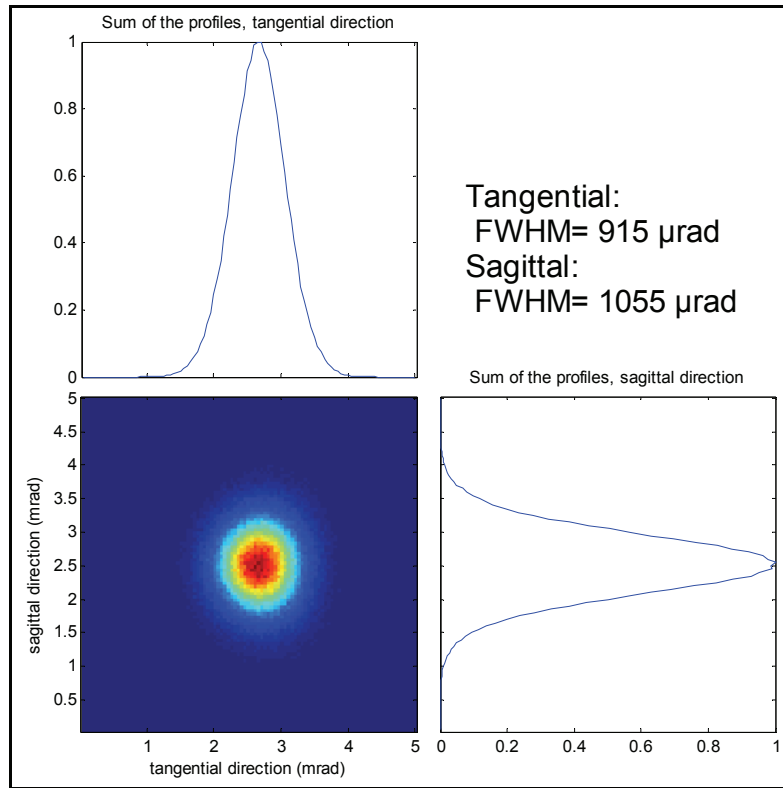 Sum of the profiles, tangential direction
1
0.8
0.6
0.4
0.2
0
Tangential:
FWHM= 915 µrad
Sagittal:
FWHM= 1055 µrad
Sum of the profiles, sagittal direction
5
4.5
4
3.5
3
2.5
2
1.5
1
0.5
sagittal direction (mrad)
1 2 3 4 5
tangential direction (mrad)
0 0.2 0.4 0.6 0.8 1